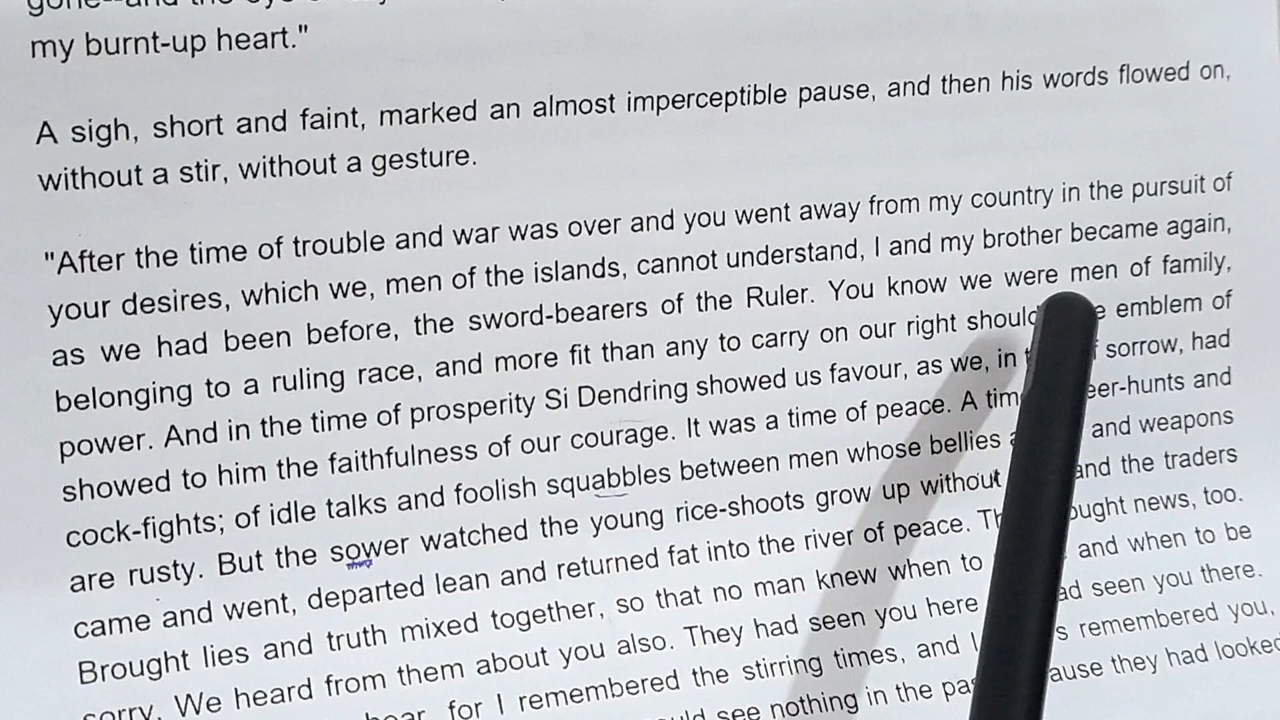 my burnt-up heart."
A sigh, short and faint, marked an almost imperceptible pause, and then his words flowed on,
without a stir, without a gesture.
"After the time of trouble and war was over and you went away from my country in the pursuit of
your desires, which we, men of the islands, cannot understand, I and my brother became again,
as we had been before, the sword-bearers of the Ruler. You know we were men of family,
belonging to a ruling race, and more fit than any to carry on our right emblem of
power. And in the time of prosperity Si Dendring showed us favour, as we, in sorrow, had
showed to him the faithfulness of our courage. It was a time of peace. A and
cock-fights; of idle talks and foolish squabbles between men whose bellies and weapons
are rusty. But the sower watched the young rice-shoots grow up without and the traders
came and went, departed lean and returned fat into the river of peace. news, too.
Brought lies and truth mixed together, so that no man knew when to and when to be
sorry. We heard from them about you also. They had seen you here seen you there.
for I remembered the stirring times, and I remembered you,
see nothing in the they had looked